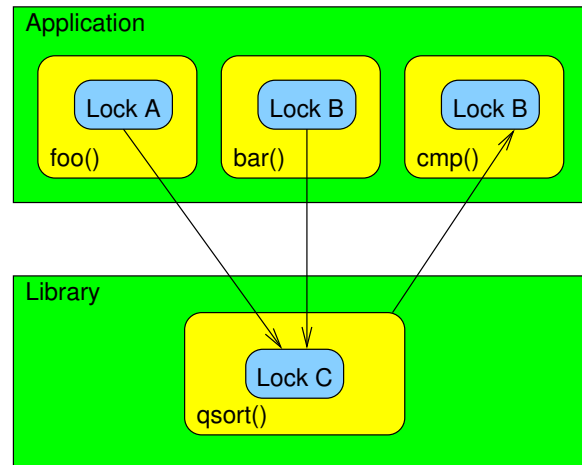 Application
Lock A
Lock B
Lock B
foo()
bar()
cmp()
Library
Lock C
qsort()